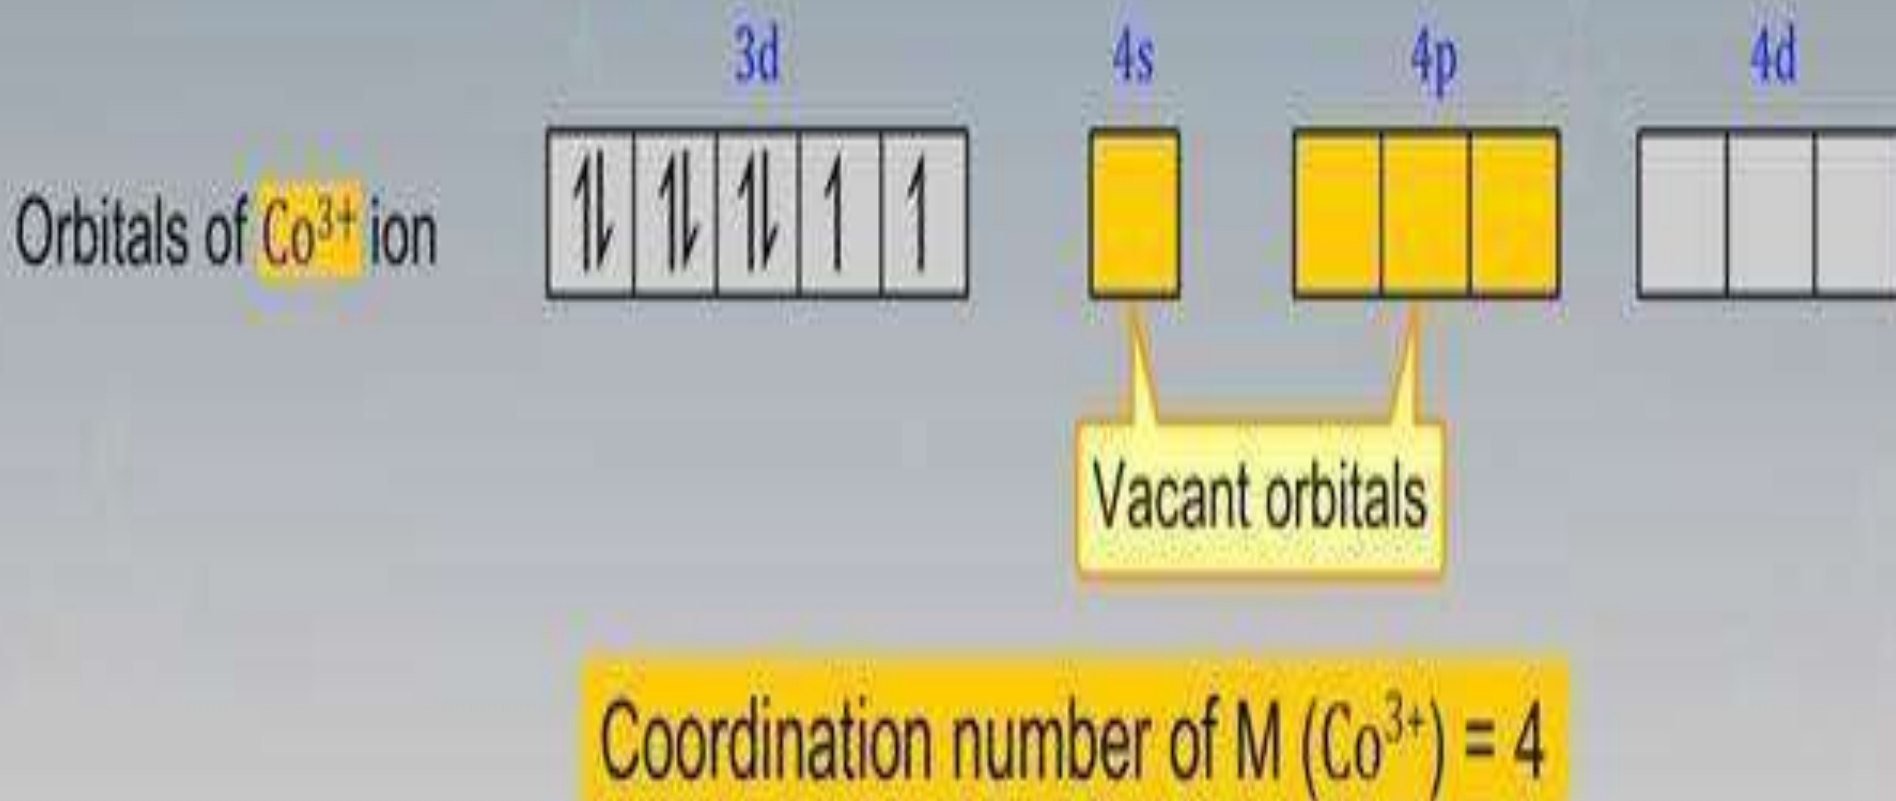 3d 4s 4p 4d
Orbitals of Co³⁺ ion
Vacant orbitals
Coordination number of M (Co³⁺) = 4